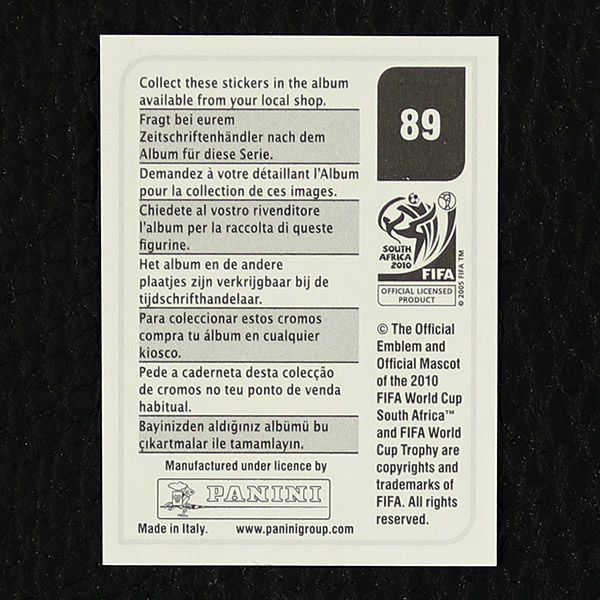 Collect these stickers in the album
available from your local shop.
Fragt bei eurem
Zeitschriftenhändler nach dem
Album für diese Serie.
Demandez à votre détaillant l'Album
pour la collection de ces images.
Chiedete al vostro rivenditore
l'album per la raccolta di queste
figurine.
Het album en de andere
plaatjes zijn verkrijgbaar bij de
tijdschrifthandelaar.
Para coleccionar estos cromos
compra tu álbum en cualquier
kiosco.
Pede a caderneta desta colecção
de cromos no teu ponto de venda
habitual.
Bayinizden aldığınız albümü bu
çıkartmalar ile tamamlayın.
Manufactured under licence by
PANINI
Made in Italy. www.paninigroup.com
89
SOUTH
AFRICA
2010
FIFA
OFFICIAL LICENSED
PRODUCT
© 2005 FIFA TM
© The Official
Emblem and
Official Mascot
of the 2010
FIFA World Cup
South Africa™
and FIFA World
Cup Trophy are
copyrights and
trademarks of
FIFA. All rights
reserved.